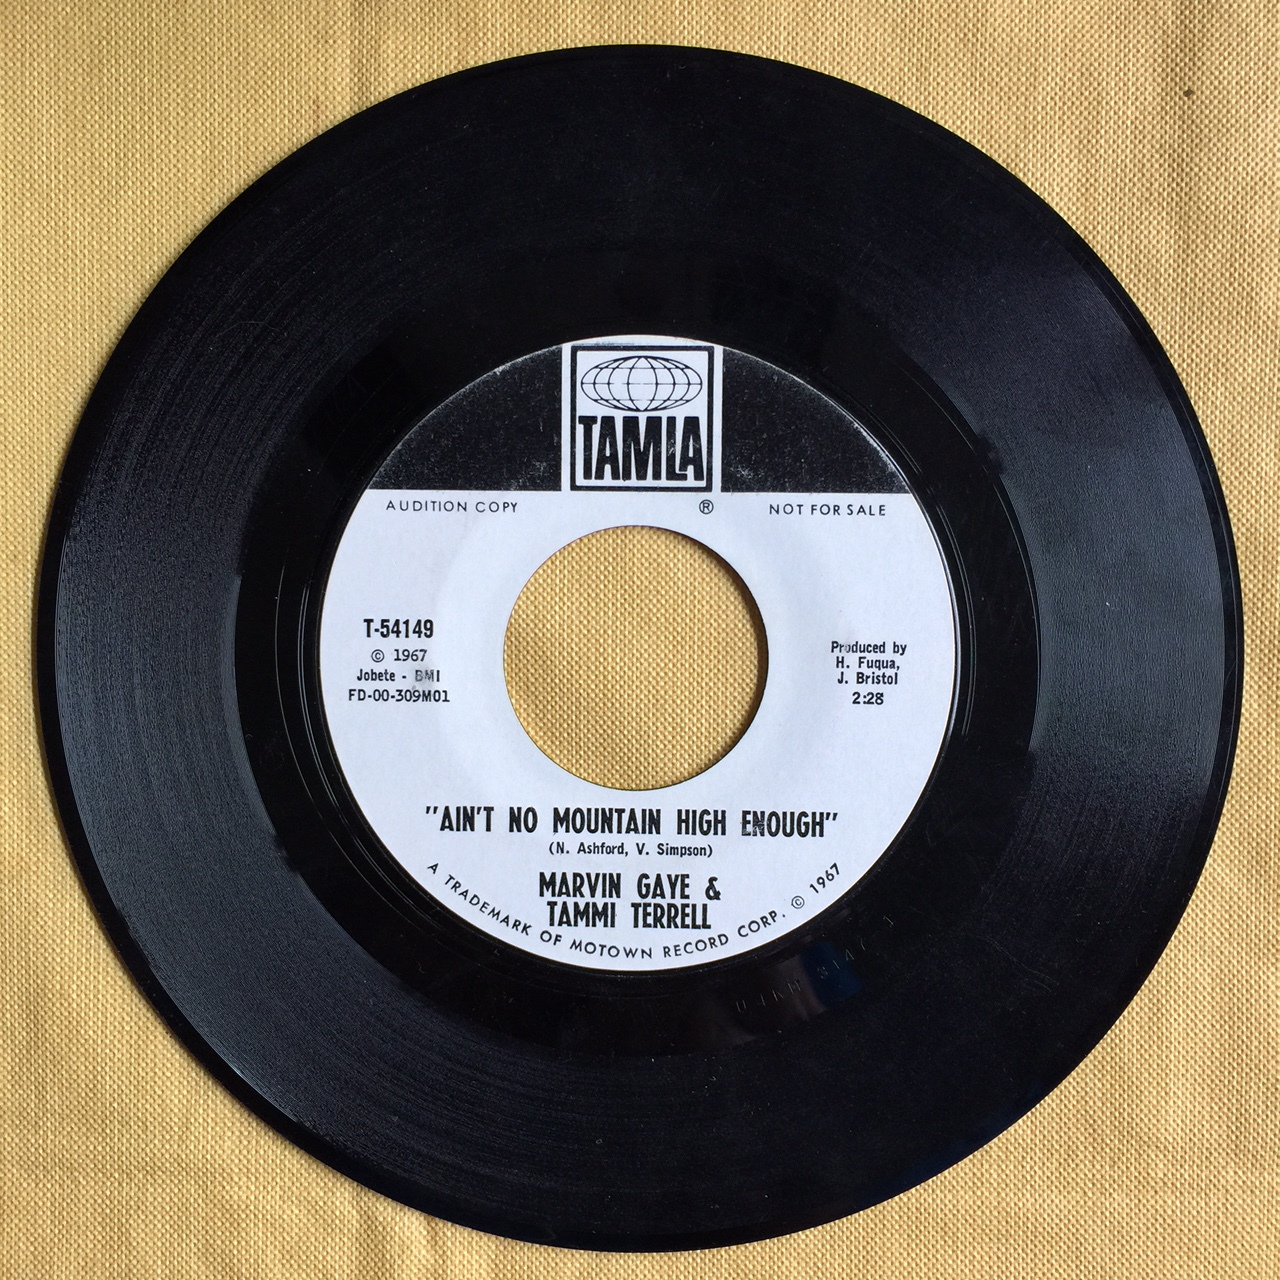 TAMLA
AUDITION COPY ® NOT FOR SALE
T-54149
© 1967
Jobete - BMI
FD-00-309M01
Produced by
H. Fuqua,
J. Bristol
2:28
"AIN'T NO MOUNTAIN HIGH ENOUGH"
(N. Ashford, V. Simpson)
MARVIN GAYE &
TAMMI TERRELL
A TRADEMARK OF MOTOWN RECORD CORP. © 1967